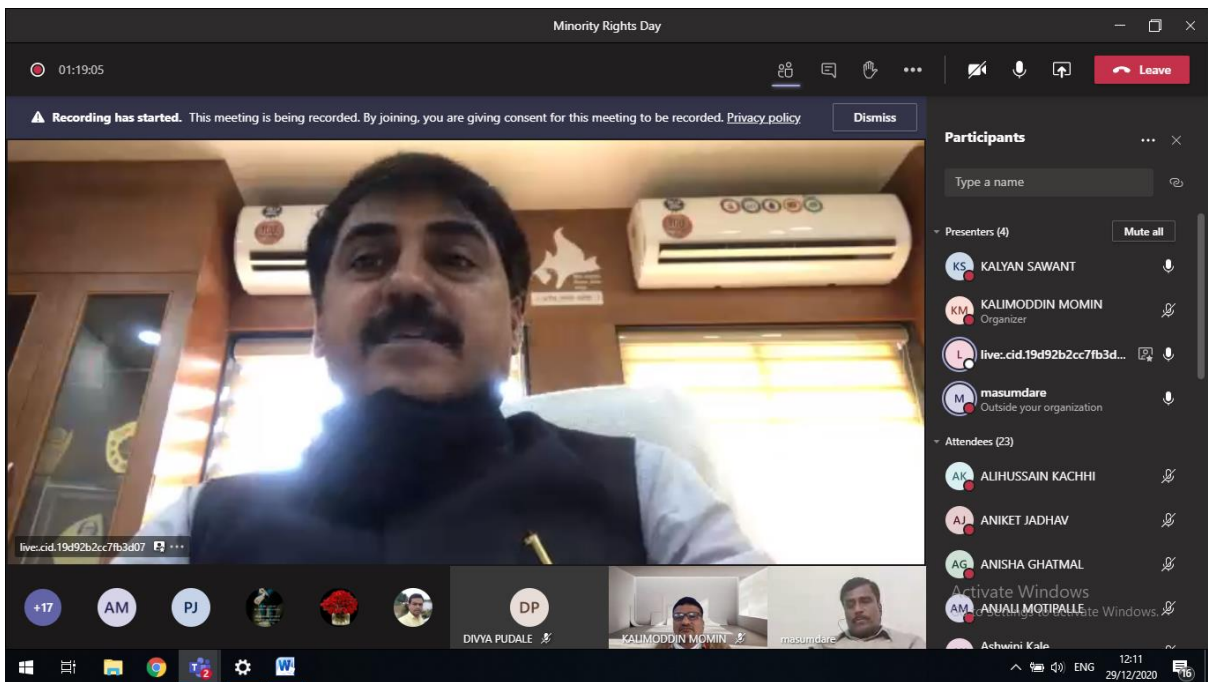 Minority Rights Day
01:19:05
Leave
Recording has started. This meeting is being recorded. By joining, you are giving consent for this meeting to be recorded. Privacy policy
Dismiss
Participants
Type a name
Presenters (4)
Mute all
KS
KALYAN SAWANT
KM
KALIMODDIN MOMIN
Organizer
L
live:.cid.19d92b2cc7fb3d...
M
masumdare
Outside your organization
Attendees (23)
AK
ALIHUSSAIN KACHHI
AJ
ANIKET JADHAV
AG
ANISHA GHATMAL
Activate Windows
AM
ANJALI MOTIPALLE
Ashwini Kale
live:.cid.19d92b2cc7fb3d07
+17
AM
PJ
DP
DIVYA PUDALE
KALIMODDIN MOMIN
masumdare
2
W
ENG
12:11
29/12/2020
16